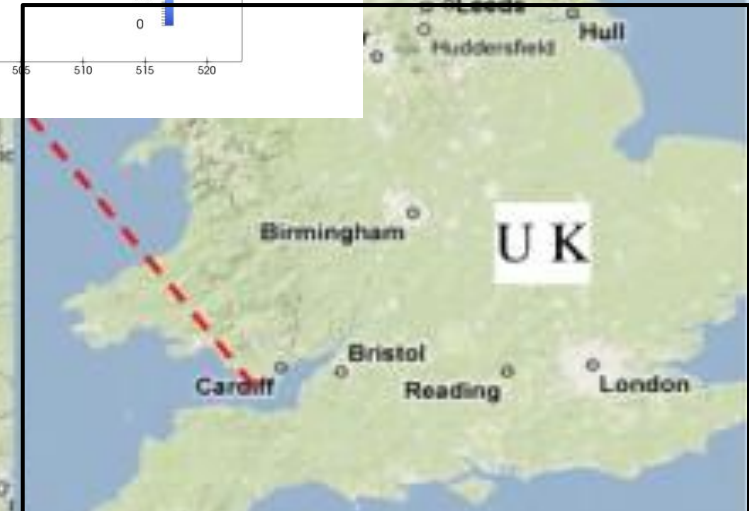 0
505 510 515 520
Leeds
Hull
Huddersfield
Birmingham
U K
Bristol
Cardiff
Reading
London